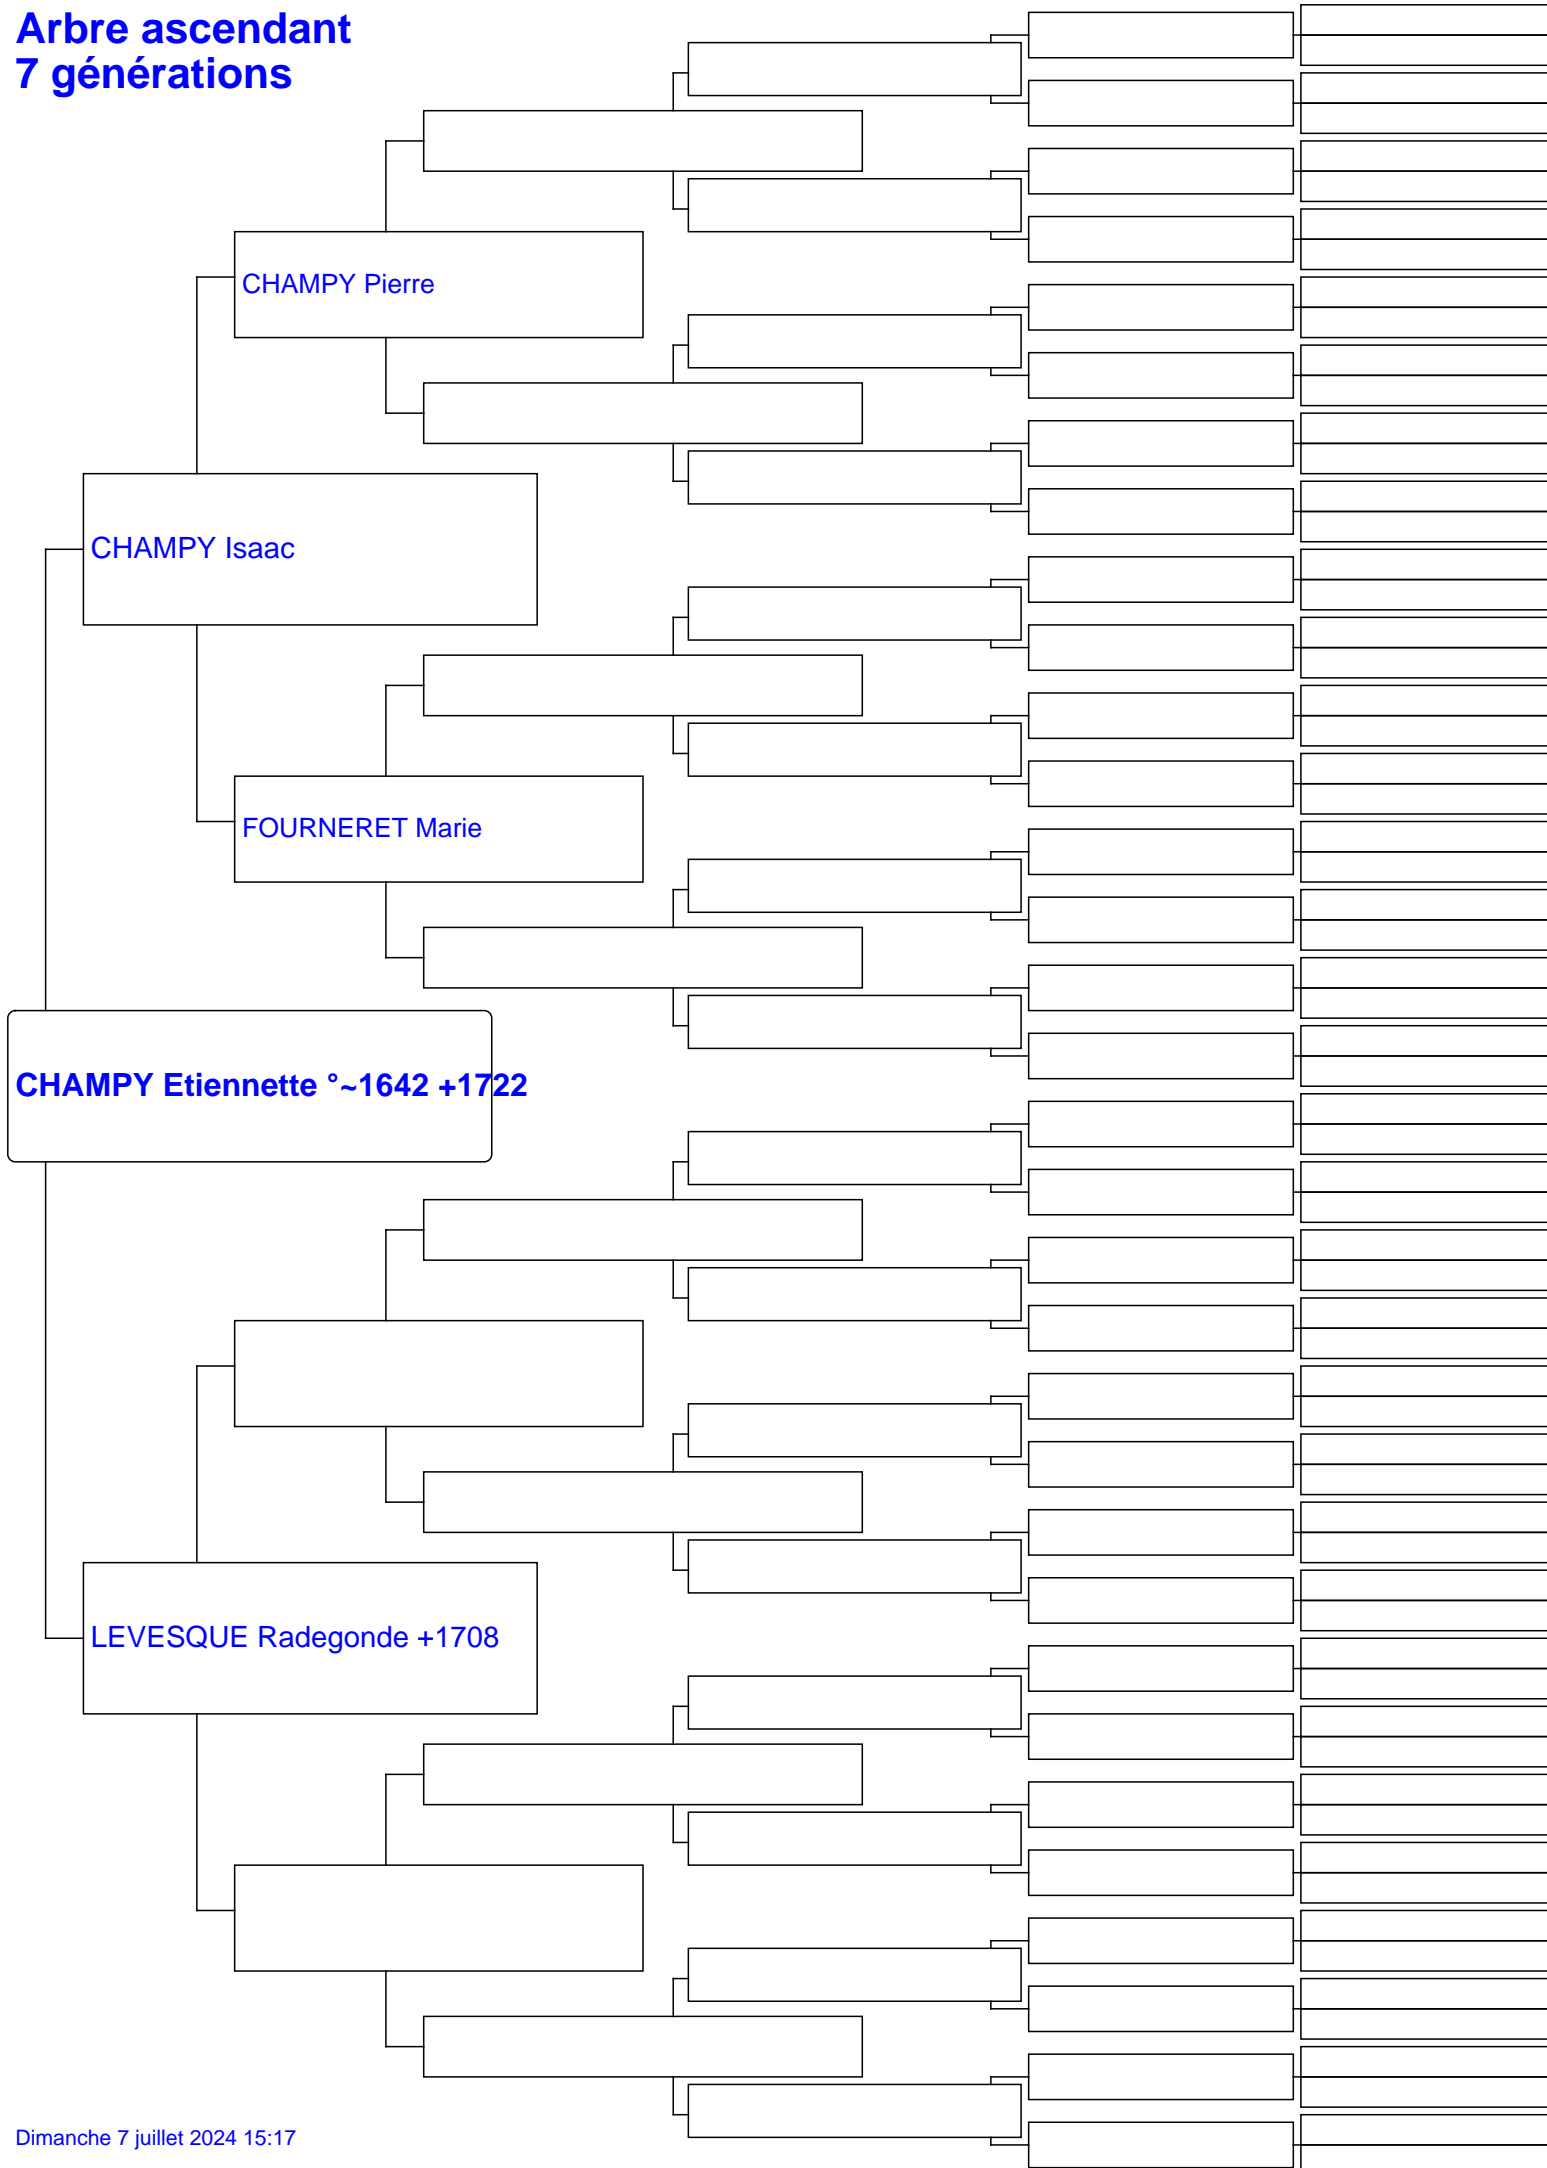 Arbre ascendant
7 générations
CHAMPY Pierre
CHAMPY Isaac
FOURNERET Marie
CHAMPY Etiennette °~1642 +1722
LEVESQUE Radegonde +1708
Dimanche 7 juillet 2024 15:17